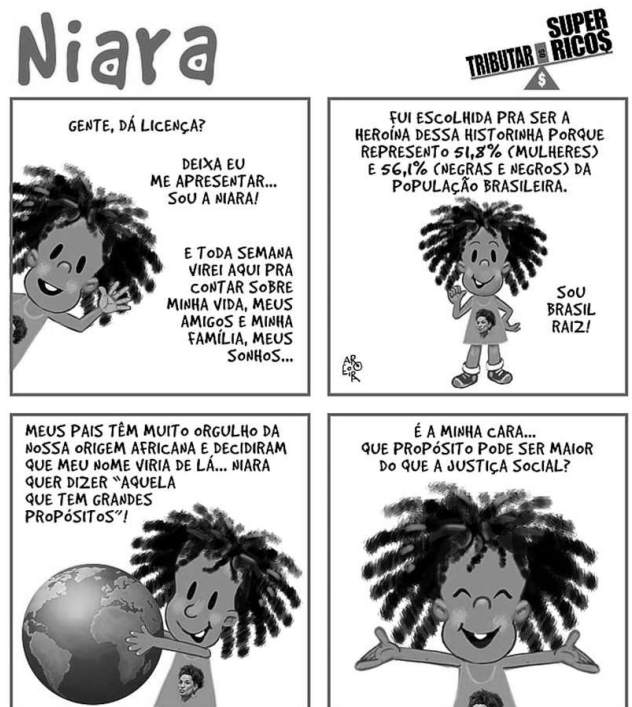 Niara
TRIBUTAR OS SUPER RICOS
$
GENTE, DÁ LICENÇA?
DEIXA EU
ME APRESENTAR...
SOU A NIARA!
E TODA SEMANA
VIREI AQUI PRA
CONTAR SOBRE
MINHA VIDA, MEUS
AMIGOS E MINHA
FAMÍLIA, MEUS
SONHOS...
FUI ESCOLHIDA PRA SER A
HEROÍNA DESSA HISTORINHA PORQUE
REPRESENTO 51,8% (MULHERES)
E 56,1% (NEGRAS E NEGROS) DA
POPULAÇÃO BRASILEIRA.
SOU
BRASIL
RAIZ!
AROEIRA
MEUS PAIS TÊM MUITO ORGULHO DA
NOSSA ORIGEM AFRICANA E DECIDIRAM
QUE MEU NOME VIRIA DE LÁ... NIARA
QUER DIZER "AQUELA
QUE TEM GRANDES
PROPÓSITOS"!
É A MINHA CARA...
QUE PROPÓSITO PODE SER MAIOR
DO QUE A JUSTIÇA SOCIAL?